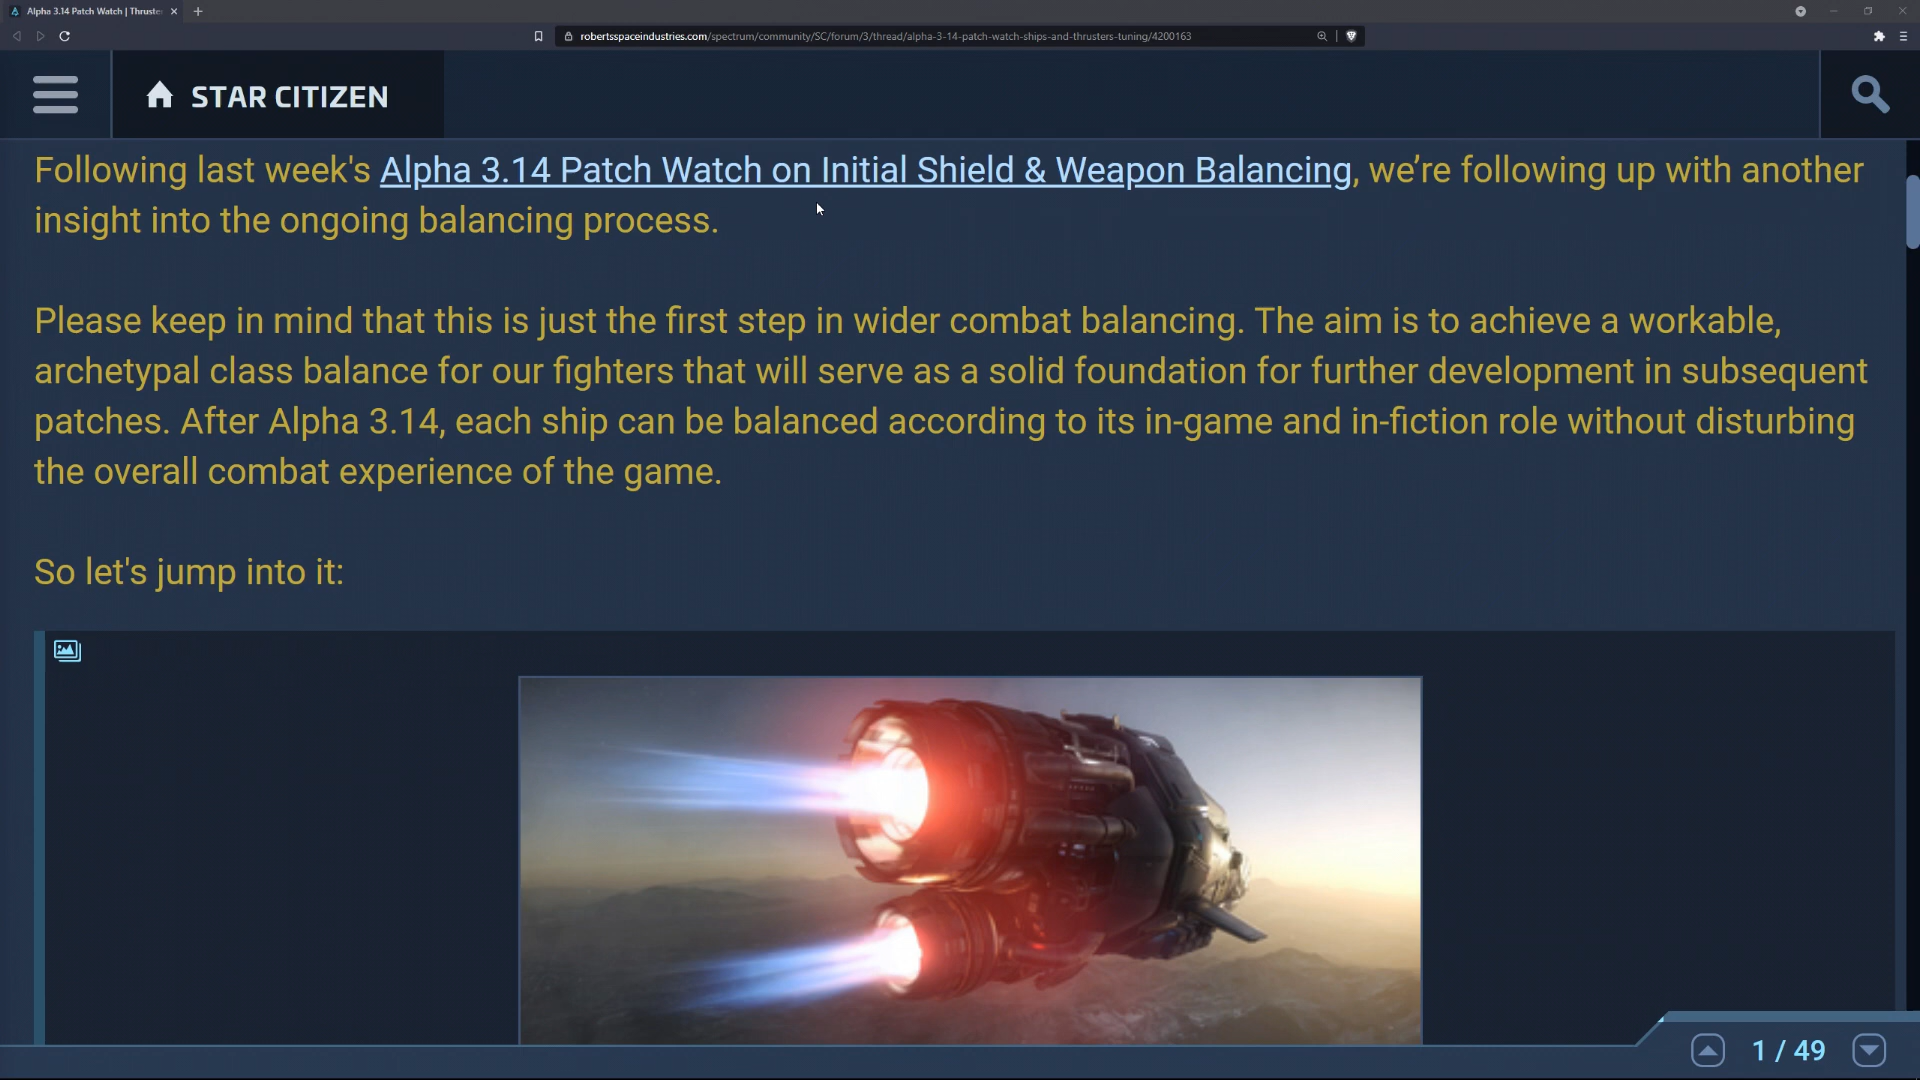 Alpha 3.14 Patch Watch | Thruste
robertsspaceindustries.com/spectrum/community/SC/forum/3/thread/alpha-3-14-patch-watch-ships-and-thrusters-tuning/4200163
STAR CITIZEN
Following last week's Alpha 3.14 Patch Watch on Initial Shield & Weapon Balancing, we’re following up with another
insight into the ongoing balancing process.
Please keep in mind that this is just the first step in wider combat balancing. The aim is to achieve a workable,
archetypal class balance for our fighters that will serve as a solid foundation for further development in subsequent
patches. After Alpha 3.14, each ship can be balanced according to its in-game and in-fiction role without disturbing
the overall combat experience of the game.
So let's jump into it:
1 / 49